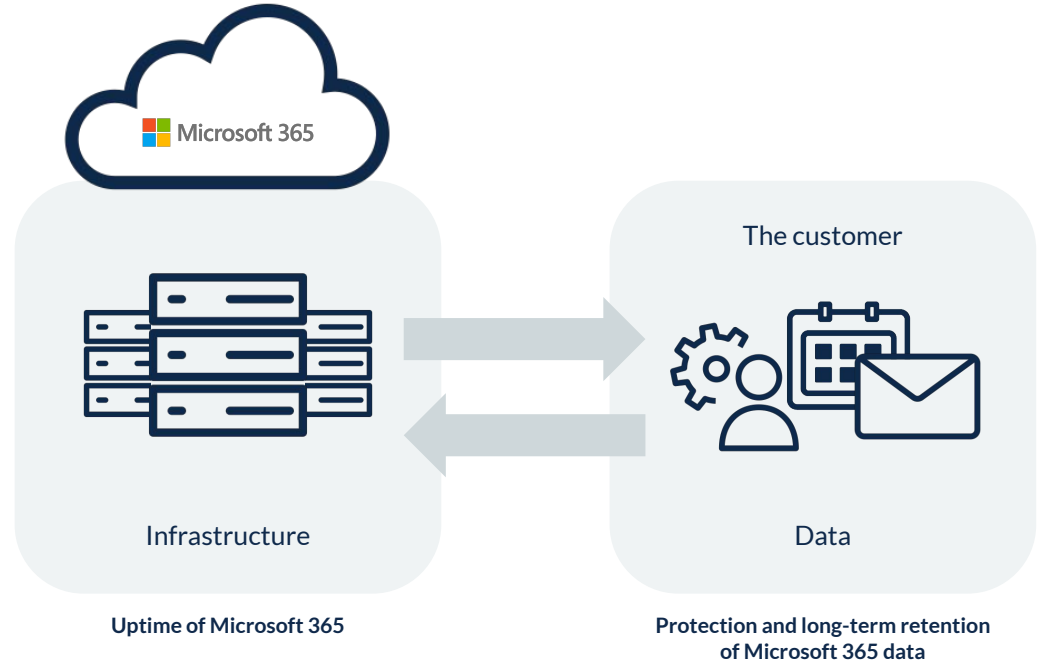 Microsoft 365
Infrastructure
Uptime of Microsoft 365
The customer
Data
Protection and long-term retention
of Microsoft 365 data